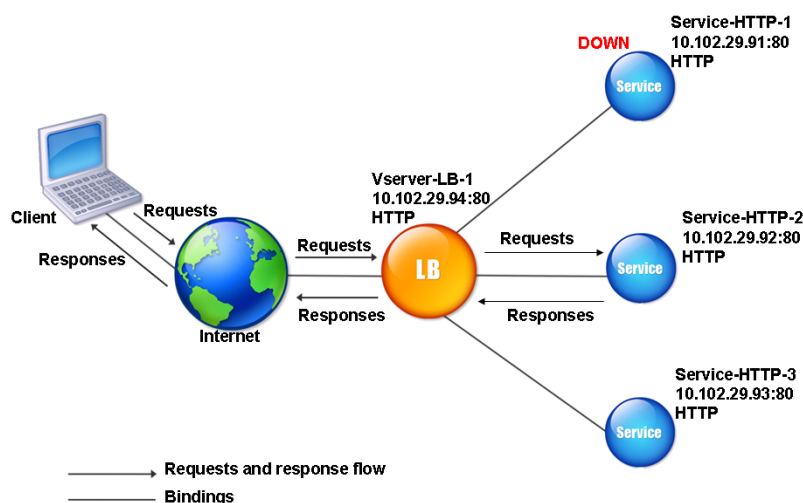 Service-HTTP-1
10.102.29.91:80
HTTP
DOWN
Service
Vserver-LB-1
10.102.29.94:80
HTTP
LB
Client
Requests
Responses
Internet
Requests
Responses
Requests
Responses
Service-HTTP-2
10.102.29.92:80
HTTP
Service
Service-HTTP-3
10.102.29.93:80
HTTP
Service
Requests and response flow
Bindings